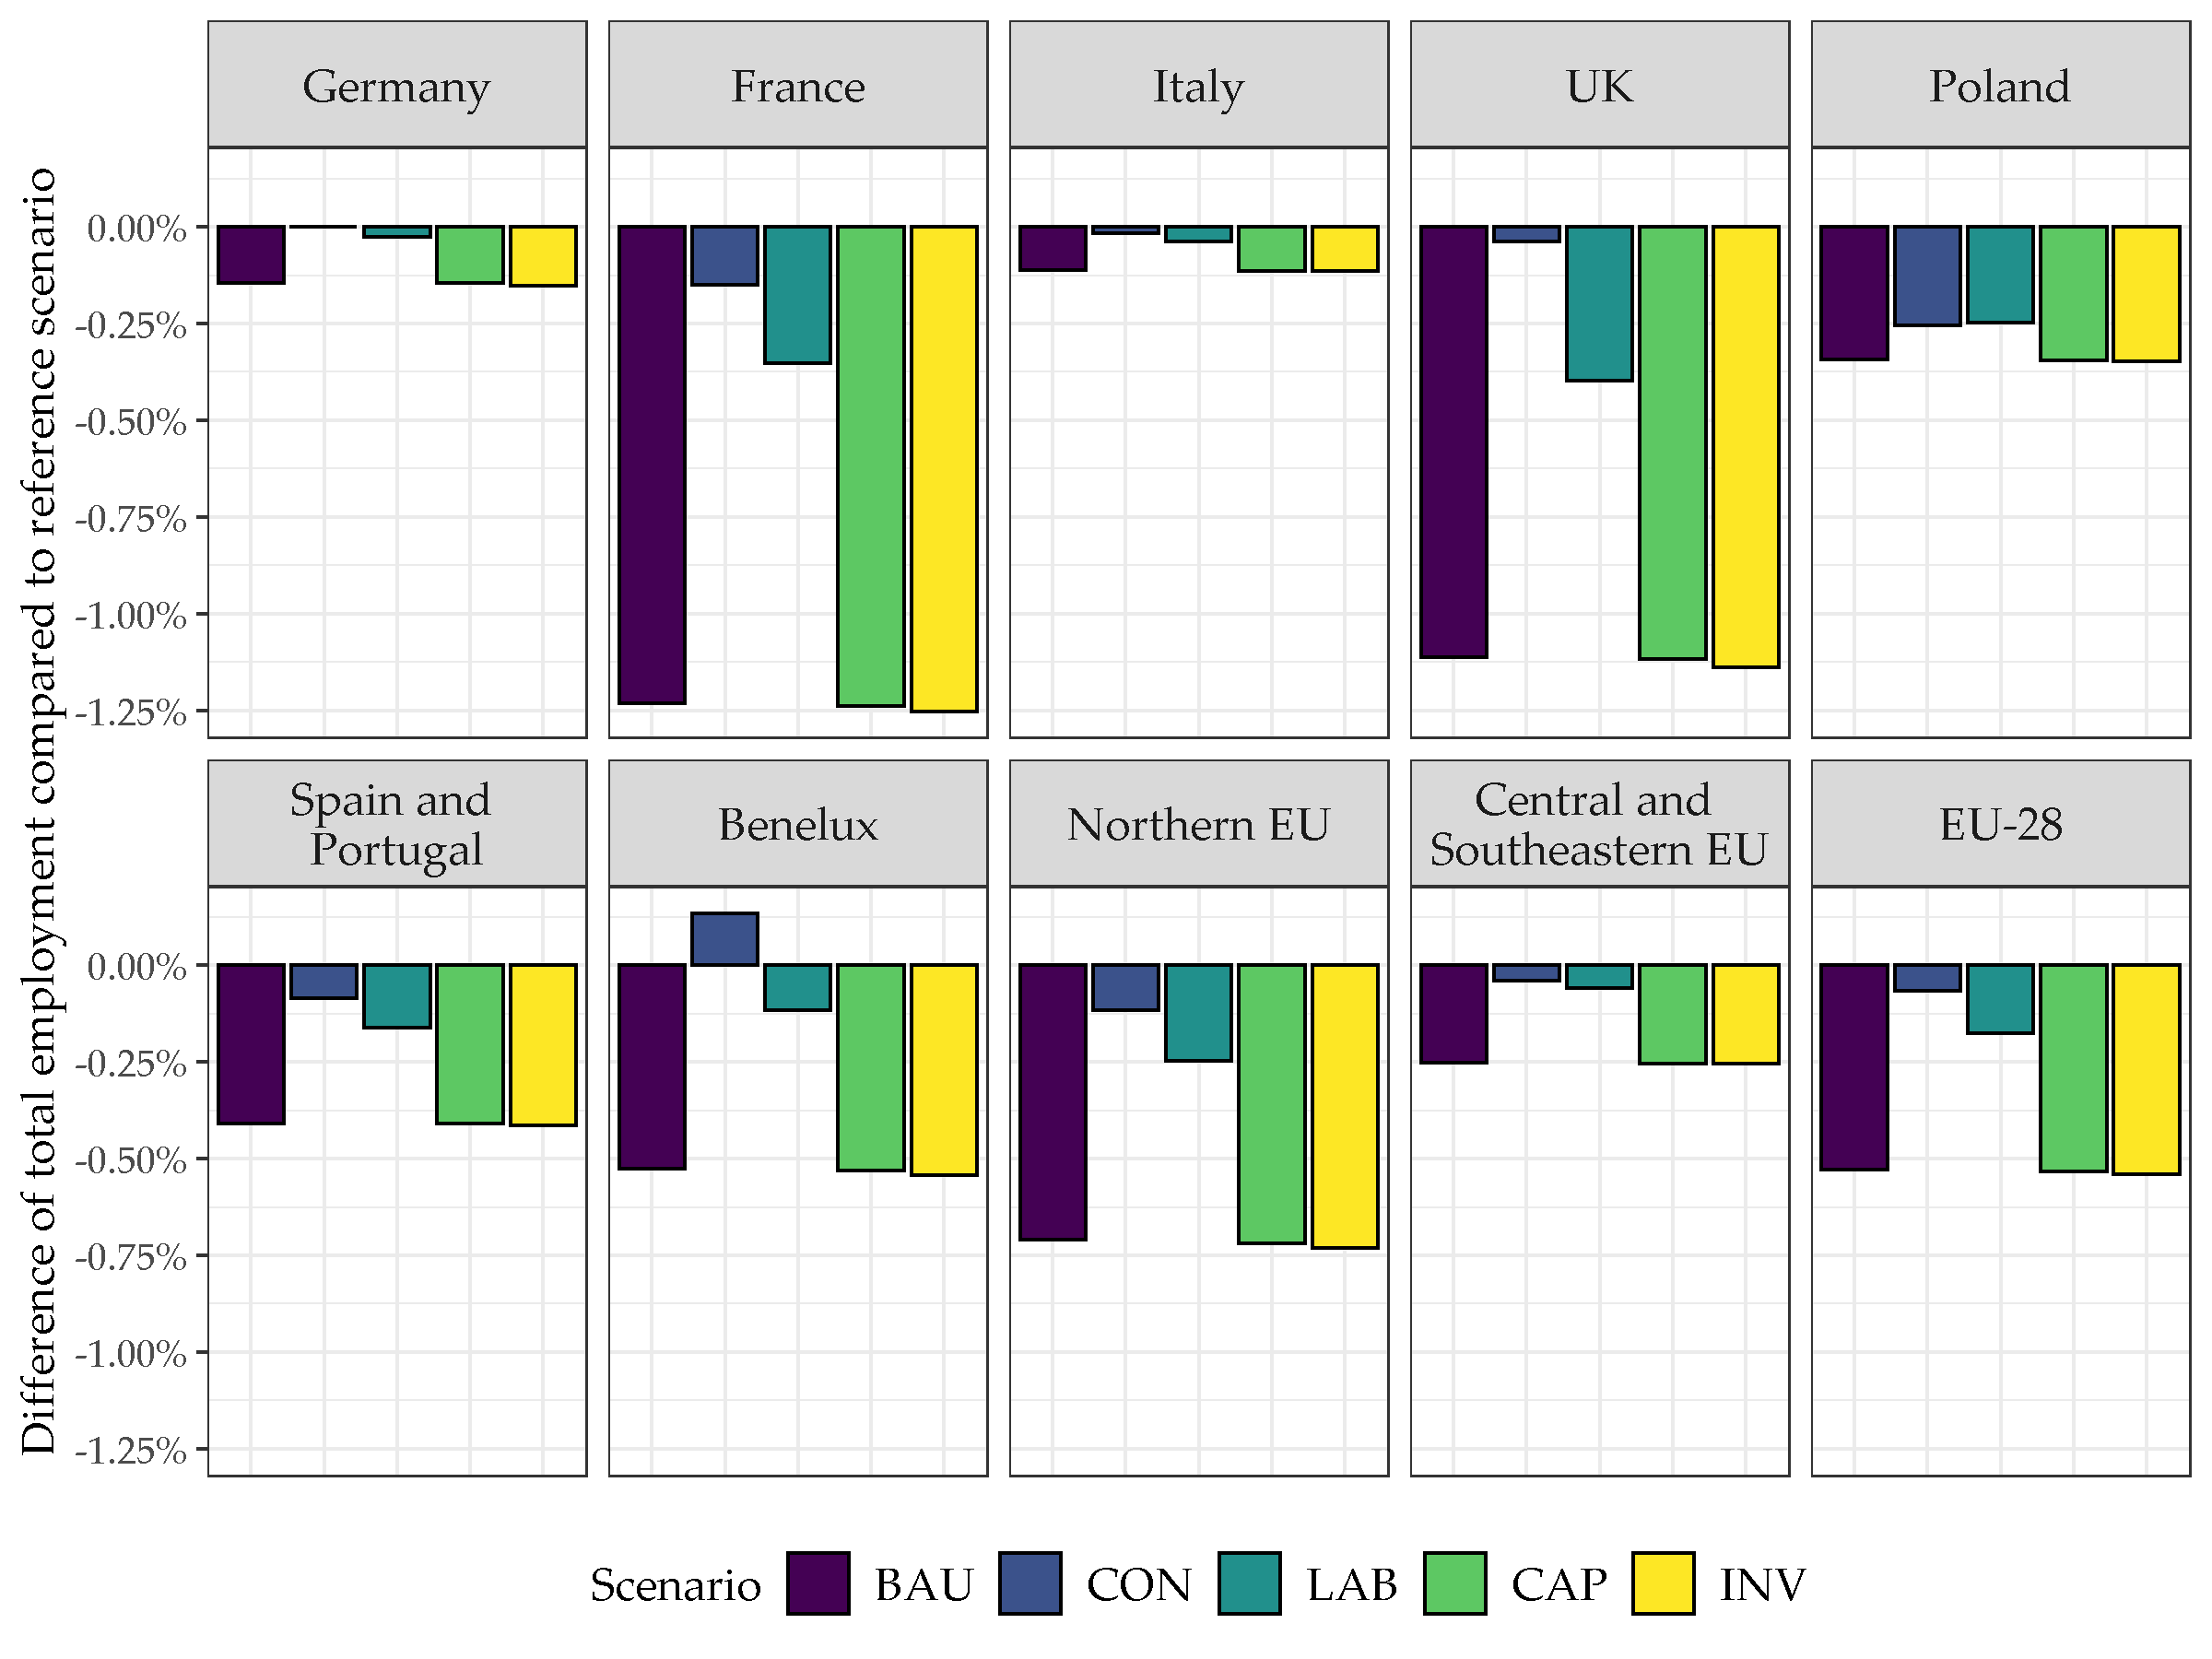 Difference of total employment compared to reference scenario
Germany
France
Italy
UK
Poland
0.00%
-0.25%
-0.50%
-0.75%
-1.00%
-1.25%
Spain and
Portugal
Benelux
Northern EU
Central and
Southeastern EU
EU-28
0.00%
-0.25%
-0.50%
-0.75%
-1.00%
-1.25%
Scenario BAU CON LAB CAP INV